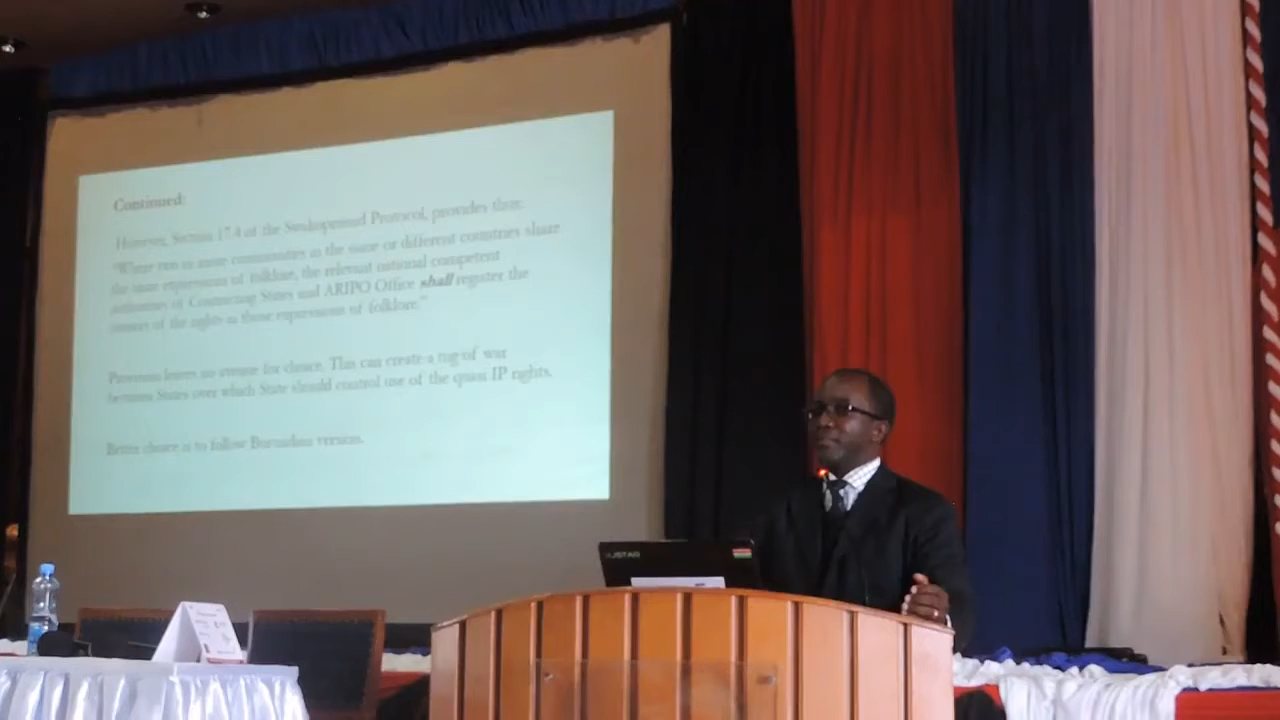 Continued:
However, Section 17.4 of the Swakopmund Protocol, provides that:
"Where two or more communities in the same or different countries share
the same expressions of folklore, the relevant national competent
authorities of Contracting States and ARIPO Office shall register the
owners of the rights in those expressions of folklore."
Provision leaves no avenue for choice. This can create a tug of war
between States over which State should control use of the quasi IP rights.
Better choice is to follow Burundian version.